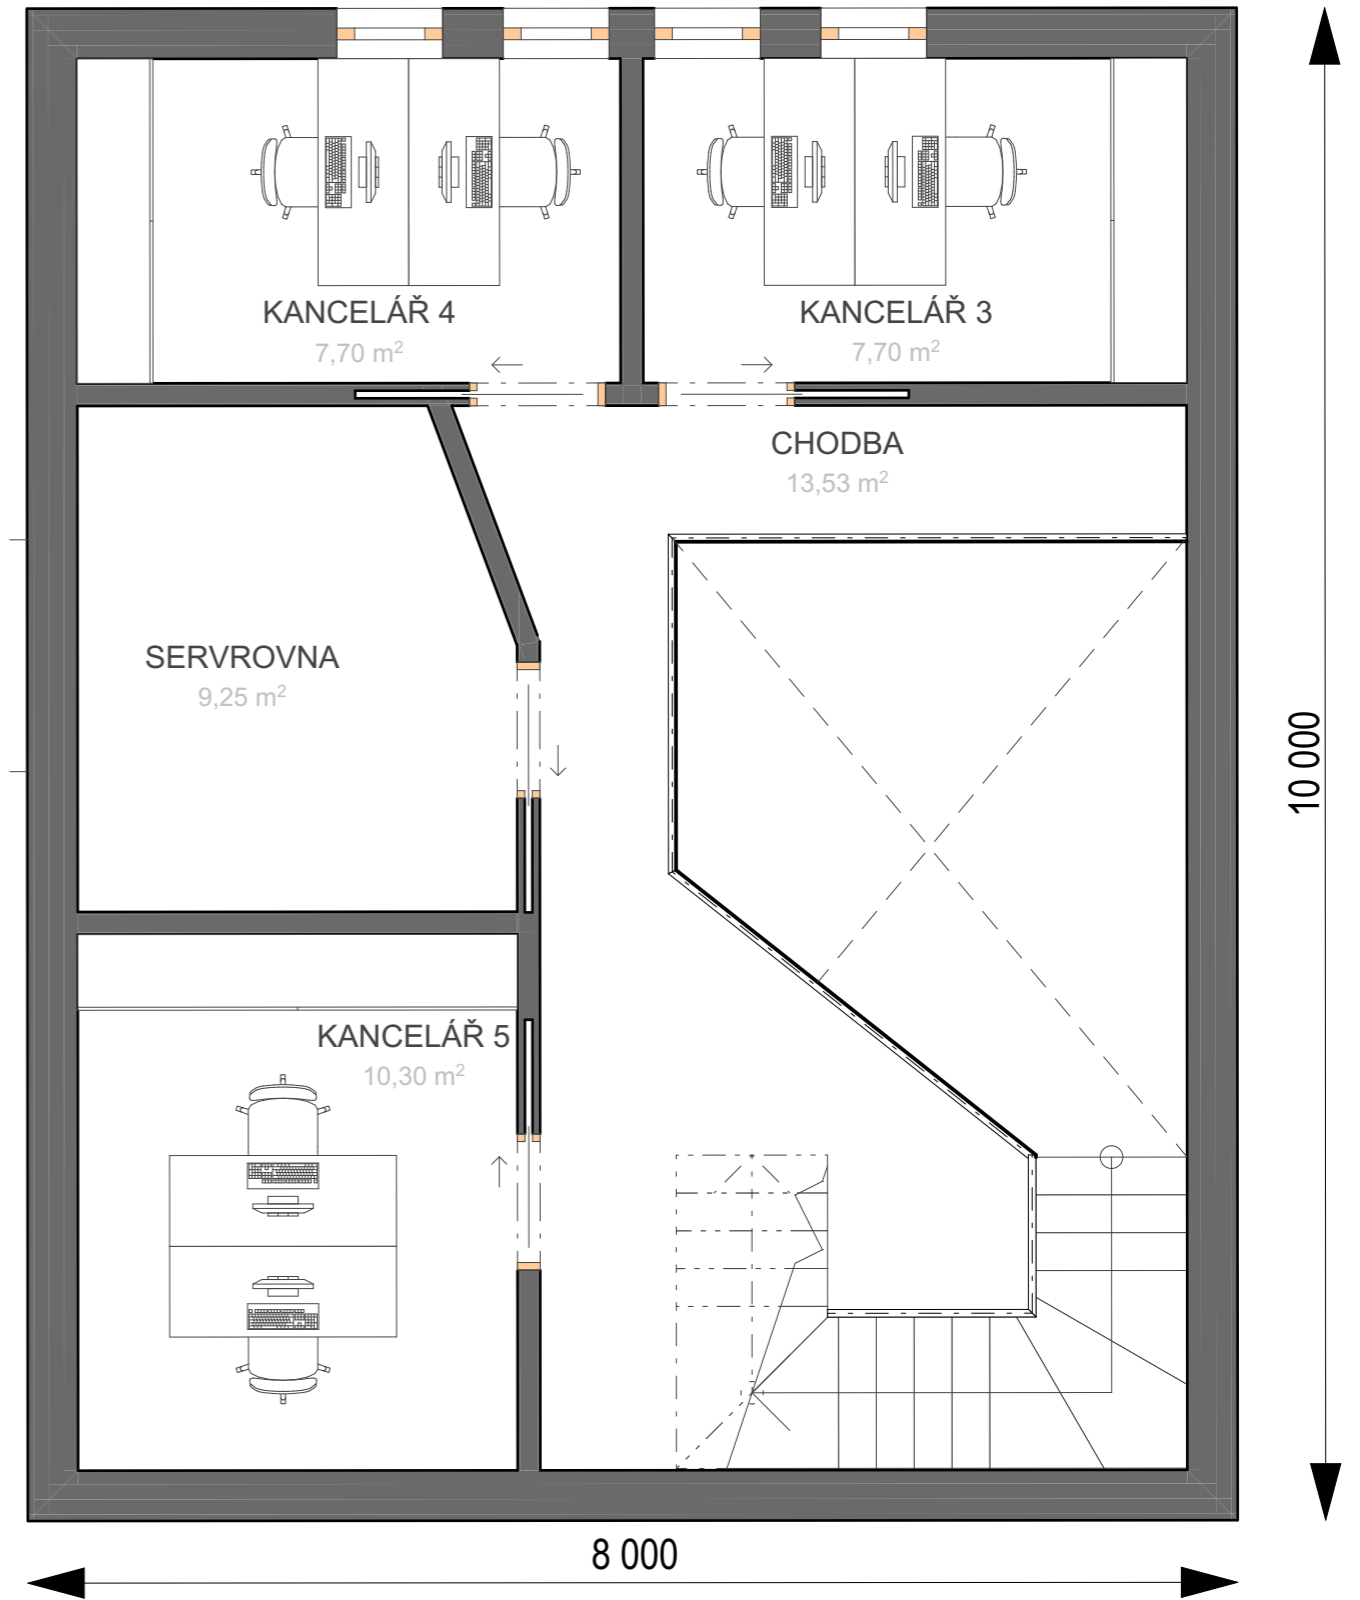 KANCELÁŘ 4
7,70 m²
KANCELÁŘ 3
7,70 m²
CHODBA
13,53 m²
SERVROVNA
9,25 m²
KANCELÁŘ 5
10,30 m²
10 000
8 000